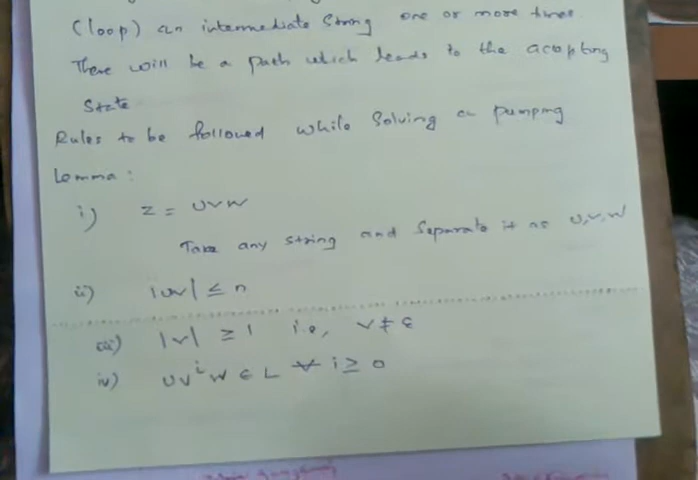 (loop) an intermediate string one or more times.
There will be a path which leads to the accepting
State
Rules to be followed while Solving a pumping
Lemma:
i) z = uvw
Take any string and Separate it as u,v,w
ii) |uv| ≤ n
iii) |v| ≥ 1 i.e, v ≠ ε
iv) uv^i w ∈ L ∀ i ≥ 0